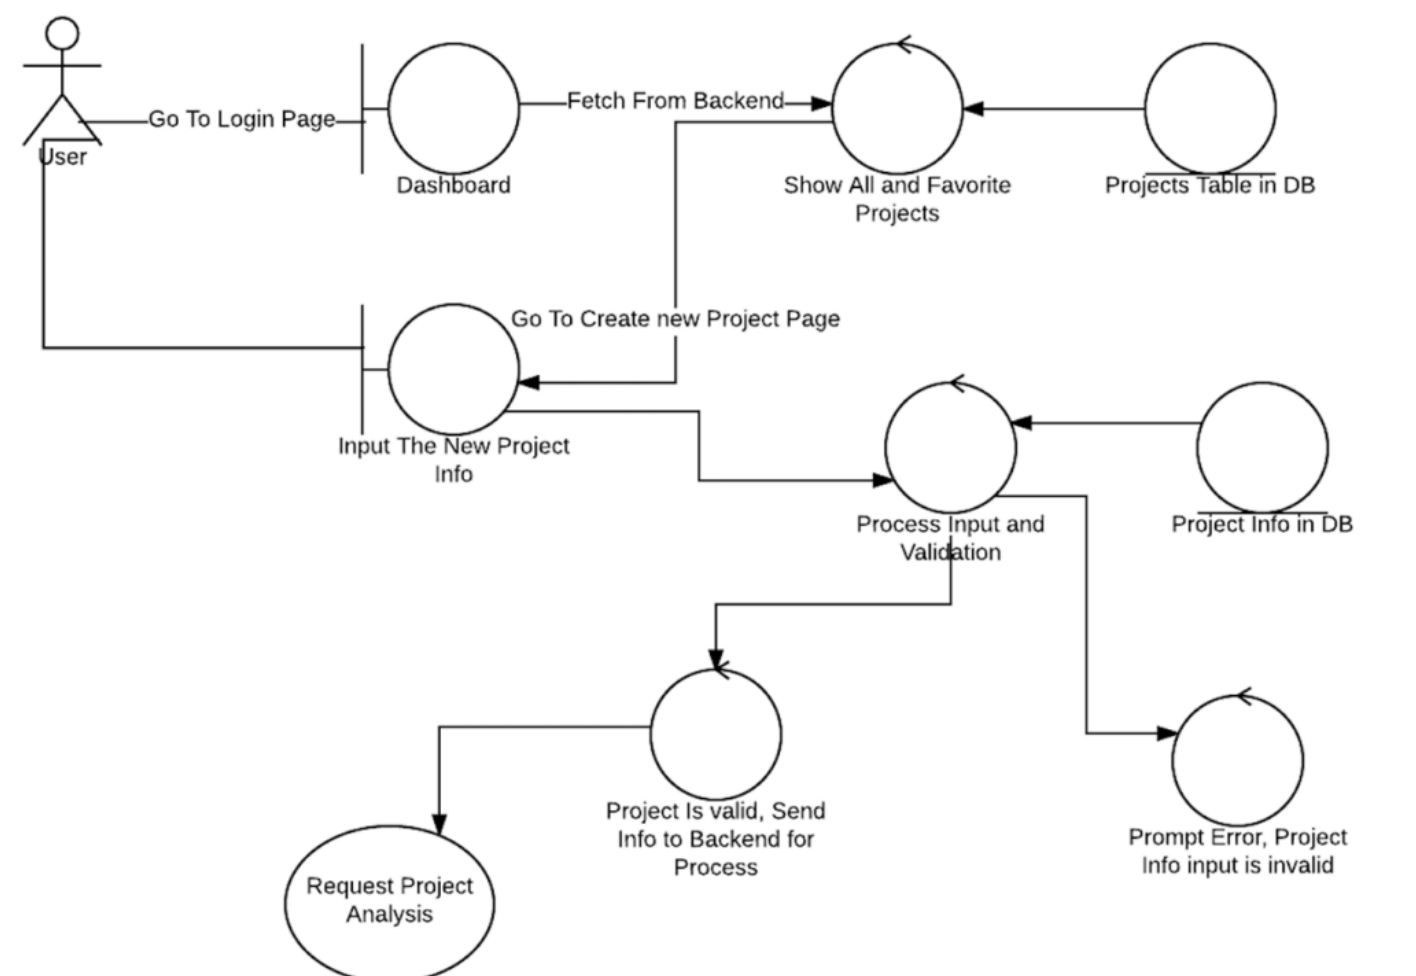 Go To Login Page
Fetch From Backend
User
Dashboard
Show All and Favorite
Projects
Projects Table in DB
Go To Create new Project Page
Input The New Project
Info
Process Input and
Validation
Project Info in DB
Project Is valid, Send
Info to Backend for
Process
Prompt Error, Project
Info input is invalid
Request Project
Analysis